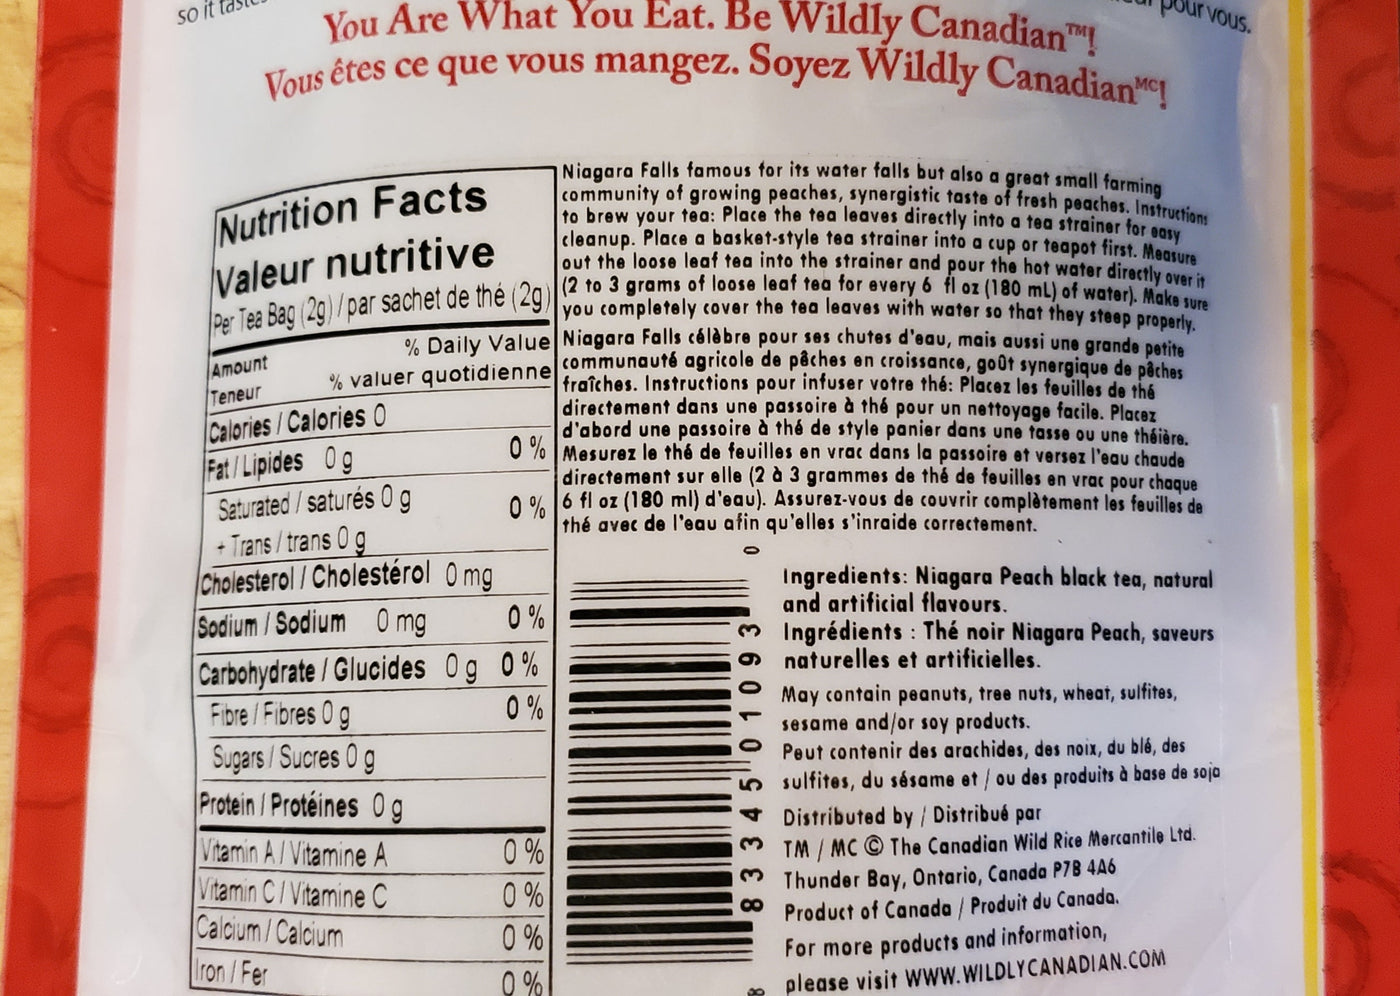 so it
pour vous.
You Are What You Eat. Be Wildly Canadian™!
Vous êtes ce que vous mangez. Soyez Wildly Canadianᴹᶜ!
Nutrition Facts
Valeur nutritive
Per Tea Bag (2g) / par sachet de thé (2g)
Amount % Daily Value
Teneur % valuer quotidienne
Calories / Calories 0
Fat / Lipides 0 g 0 %
Saturated / saturés 0 g 0 %
+ Trans / trans 0 g
Cholesterol / Cholestérol 0 mg
Sodium / Sodium 0 mg 0 %
Carbohydrate / Glucides 0 g 0 %
Fibre / Fibres 0 g 0 %
Sugars / Sucres 0 g
Protein / Protéines 0 g
Vitamin A / Vitamine A 0 %
Vitamin C / Vitamine C 0 %
Calcium / Calcium 0 %
Iron / Fer 0 %
Niagara Falls famous for its water falls but also a great small farming
community of growing peaches, synergistic taste of fresh peaches. Instructions
to brew your tea: Place the tea leaves directly into a tea strainer for easy
cleanup. Place a basket-style tea strainer into a cup or teapot first. Measure
out the loose leaf tea into the strainer and pour the hot water directly over it
(2 to 3 grams of loose leaf tea for every 6 fl oz (180 mL) of water). Make sure
you completely cover the tea leaves with water so that they steep properly.
Niagara Falls célèbre pour ses chutes d'eau, mais aussi une grande petite
communauté agricole de pêches en croissance, goût synergique de pêches
fraîches. Instructions pour infuser votre thé: Placez les feuilles de thé
directement dans une passoire à thé pour un nettoyage facile. Placez
d'abord une passoire à thé de style panier dans une tasse ou une théière.
Mesurez le thé de feuilles en vrac dans la passoire et versez l'eau chaude
directement sur elle (2 à 3 grammes de thé de feuilles en vrac pour chaque
6 fl oz (180 ml) d'eau). Assurez-vous de couvrir complètement les feuilles de
thé avec de l'eau afin qu'elles s'inraide correctement.
8 83345 01093 0
Ingredients: Niagara Peach black tea, natural
and artificial flavours.
Ingrédients : Thé noir Niagara Peach, saveurs
naturelles et artificielles.
May contain peanuts, tree nuts, wheat, sulfites,
sesame and/or soy products.
Peut contenir des arachides, des noix, du blé, des
sulfites, du sésame et / ou des produits à base de soja
Distributed by / Distribué par
TM / MC © The Canadian Wild Rice Mercantile Ltd.
Thunder Bay, Ontario, Canada P7B 4A6
Product of Canada / Produit du Canada.
For more products and information,
please visit WWW.WILDLYCANADIAN.COM